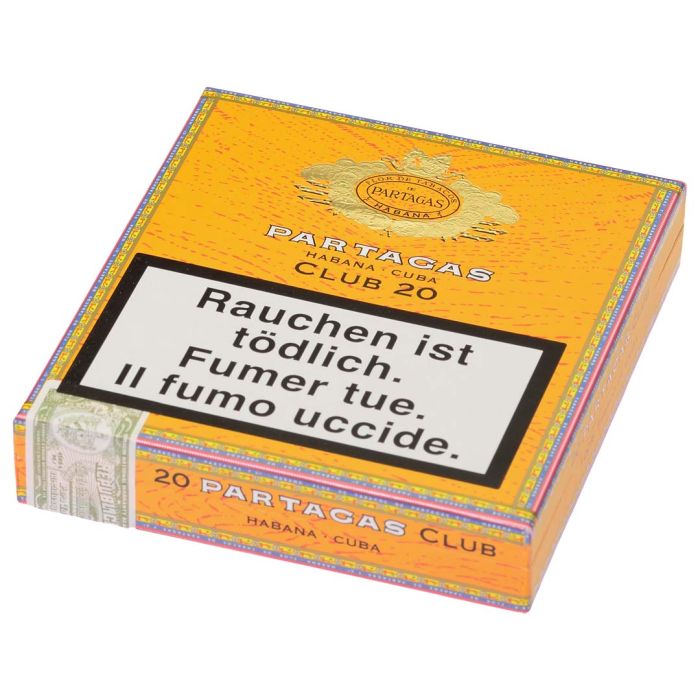 FLOR DE TABACOS
DE
PARTAGAS
HABANA
PARTAGAS
HABANA · CUBA
CLUB 20
Rauchen ist
tödlich.
Fumer tue.
Il fumo uccide.
20 PARTAGAS CLUB
HABANA · CUBA